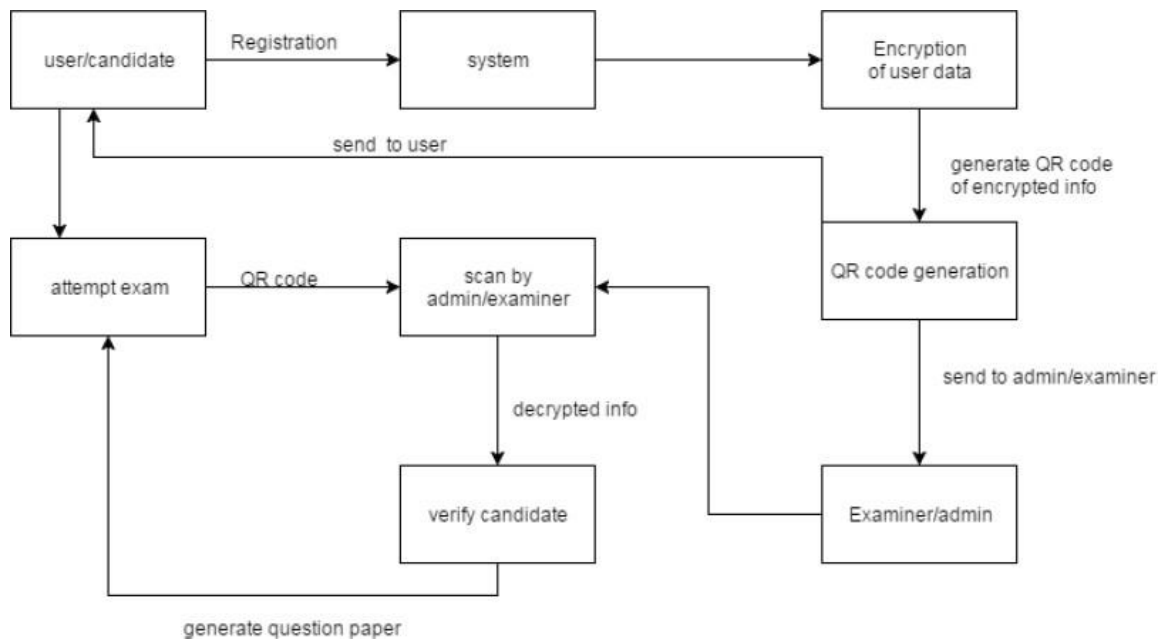 user/candidate
Registration
system
Encryption
of user data
send to user
generate QR code
of encrypted info
attempt exam
QR code
scan by
admin/examiner
QR code generation
send to admin/examiner
decrypted info
verify candidate
Examiner/admin
generate question paper